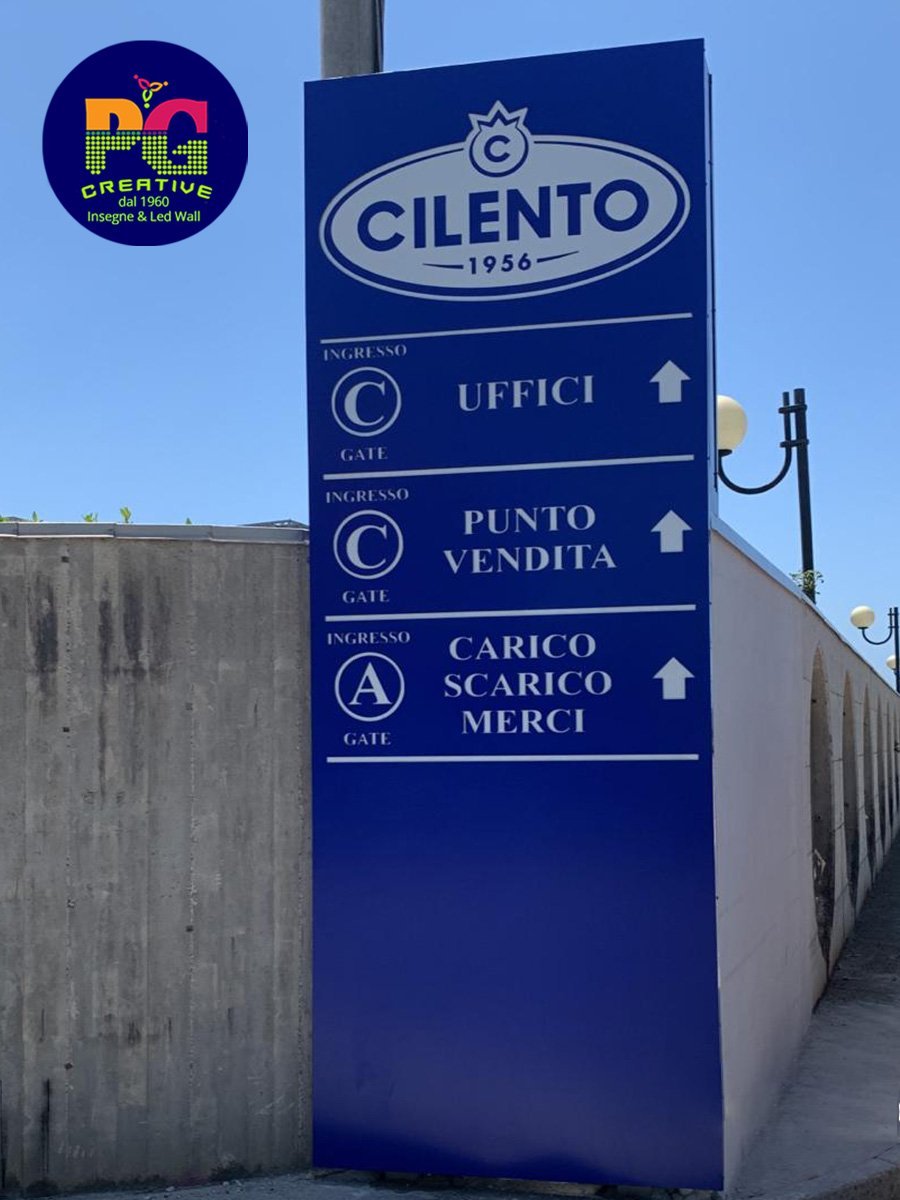 PG
CREATIVE
dal 1960
Insegne & Led Wall
C
CILENTO
1956
INGRESSO
C
GATE
UFFICI
INGRESSO
C
GATE
PUNTO
VENDITA
INGRESSO
A
GATE
CARICO
SCARICO
MERCI